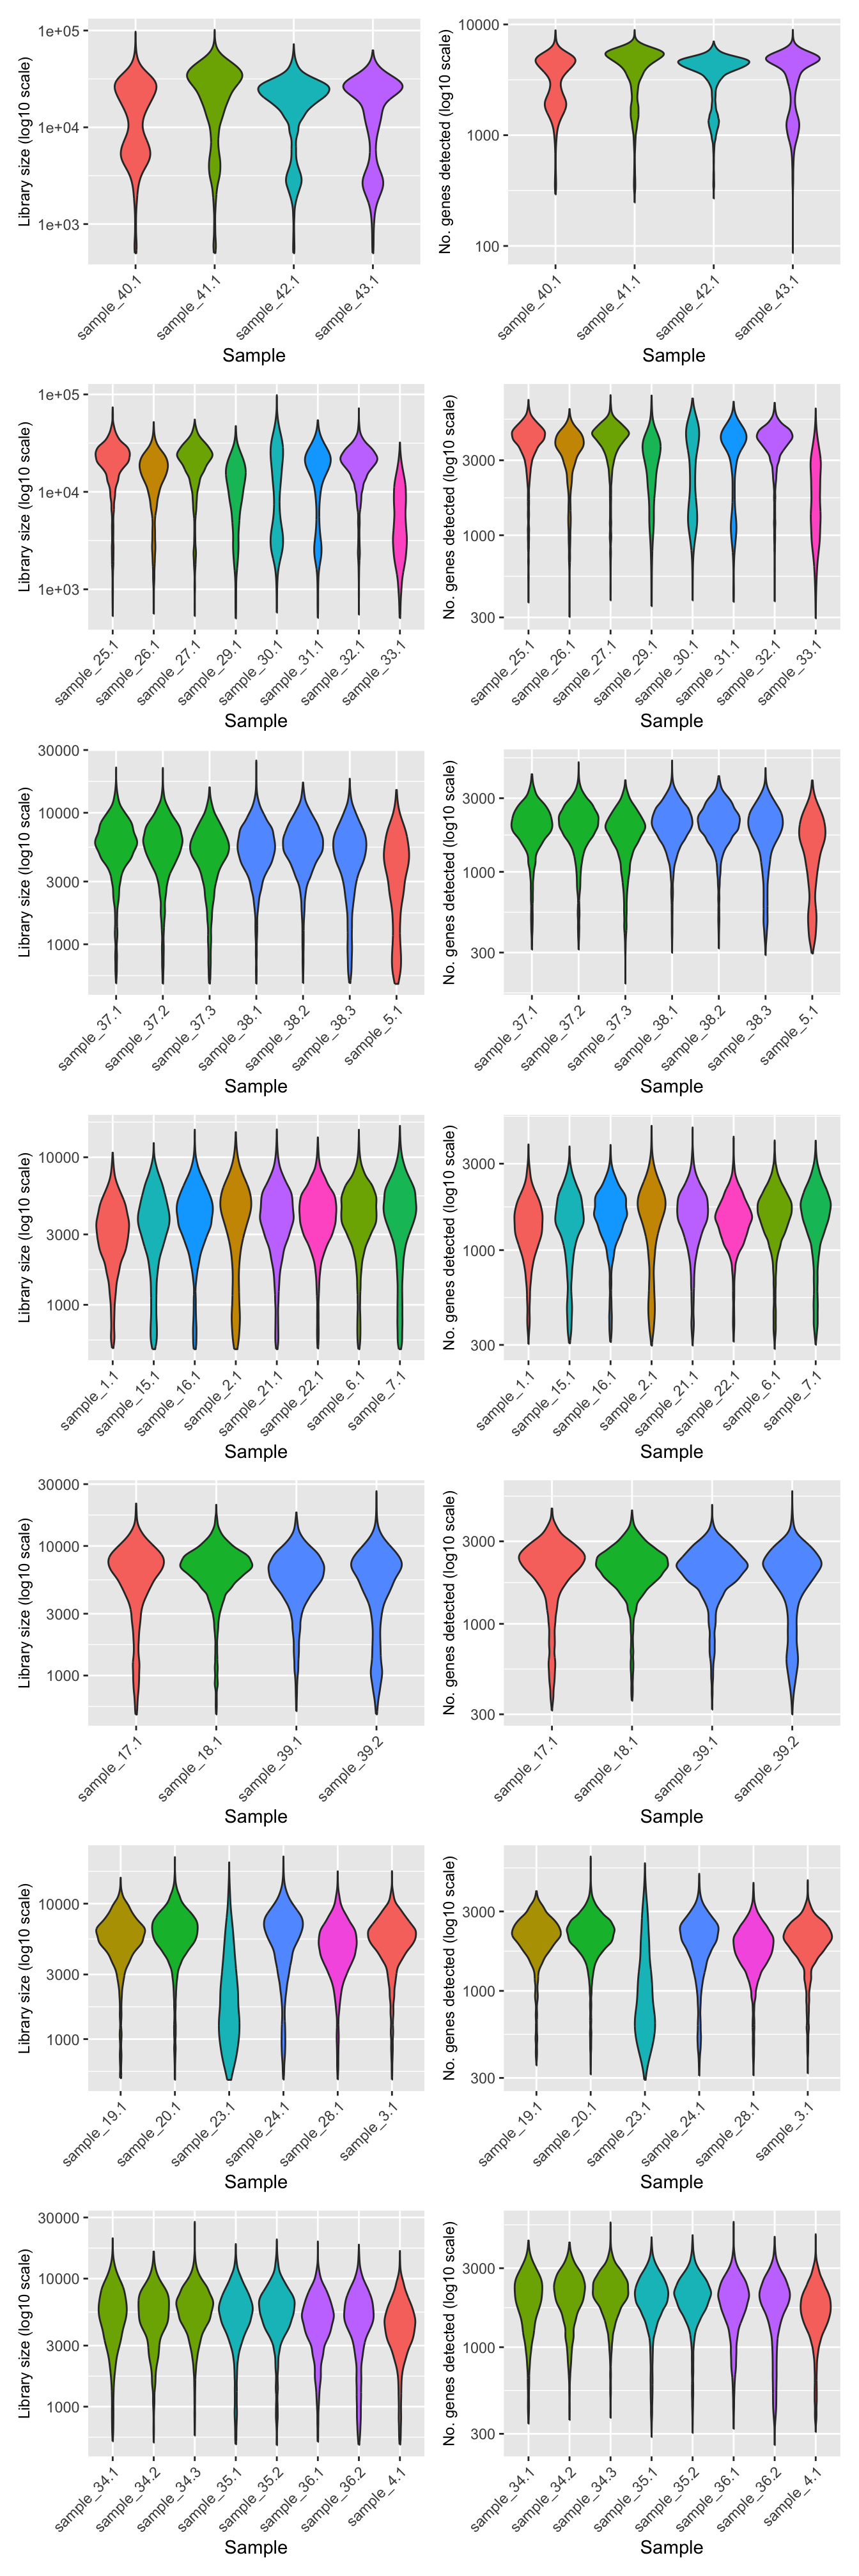 Library size (log10 scale)
1e+05
1e+04
1e+03
sample_40.1
sample_41.1
sample_42.1
sample_43.1
Sample
No. genes detected (log10 scale)
10000
1000
100
sample_40.1
sample_41.1
sample_42.1
sample_43.1
Sample
Library size (log10 scale)
1e+05
1e+04
1e+03
sample_25.1
sample_26.1
sample_27.1
sample_29.1
sample_30.1
sample_31.1
sample_32.1
sample_33.1
Sample
No. genes detected (log10 scale)
3000
1000
300
sample_25.1
sample_26.1
sample_27.1
sample_29.1
sample_30.1
sample_31.1
sample_32.1
sample_33.1
Sample
Library size (log10 scale)
30000
10000
3000
1000
sample_37.1
sample_37.2
sample_37.3
sample_38.1
sample_38.2
sample_38.3
sample_5.1
Sample
No. genes detected (log10 scale)
3000
1000
300
sample_37.1
sample_37.2
sample_37.3
sample_38.1
sample_38.2
sample_38.3
sample_5.1
Sample
Library size (log10 scale)
10000
3000
1000
sample_1.1
sample_15.1
sample_16.1
sample_2.1
sample_21.1
sample_22.1
sample_6.1
sample_7.1
Sample
No. genes detected (log10 scale)
3000
1000
300
sample_1.1
sample_15.1
sample_16.1
sample_2.1
sample_21.1
sample_22.1
sample_6.1
sample_7.1
Sample
Library size (log10 scale)
30000
10000
3000
1000
sample_17.1
sample_18.1
sample_39.1
sample_39.2
Sample
No. genes detected (log10 scale)
3000
1000
300
sample_17.1
sample_18.1
sample_39.1
sample_39.2
Sample
Library size (log10 scale)
10000
3000
1000
sample_19.1
sample_20.1
sample_23.1
sample_24.1
sample_28.1
sample_3.1
Sample
No. genes detected (log10 scale)
3000
1000
300
sample_19.1
sample_20.1
sample_23.1
sample_24.1
sample_28.1
sample_3.1
Sample
Library size (log10 scale)
30000
10000
3000
1000
sample_34.1
sample_34.2
sample_34.3
sample_35.1
sample_35.2
sample_36.1
sample_36.2
sample_4.1
Sample
No. genes detected (log10 scale)
3000
1000
300
sample_34.1
sample_34.2
sample_34.3
sample_35.1
sample_35.2
sample_36.1
sample_36.2
sample_4.1
Sample